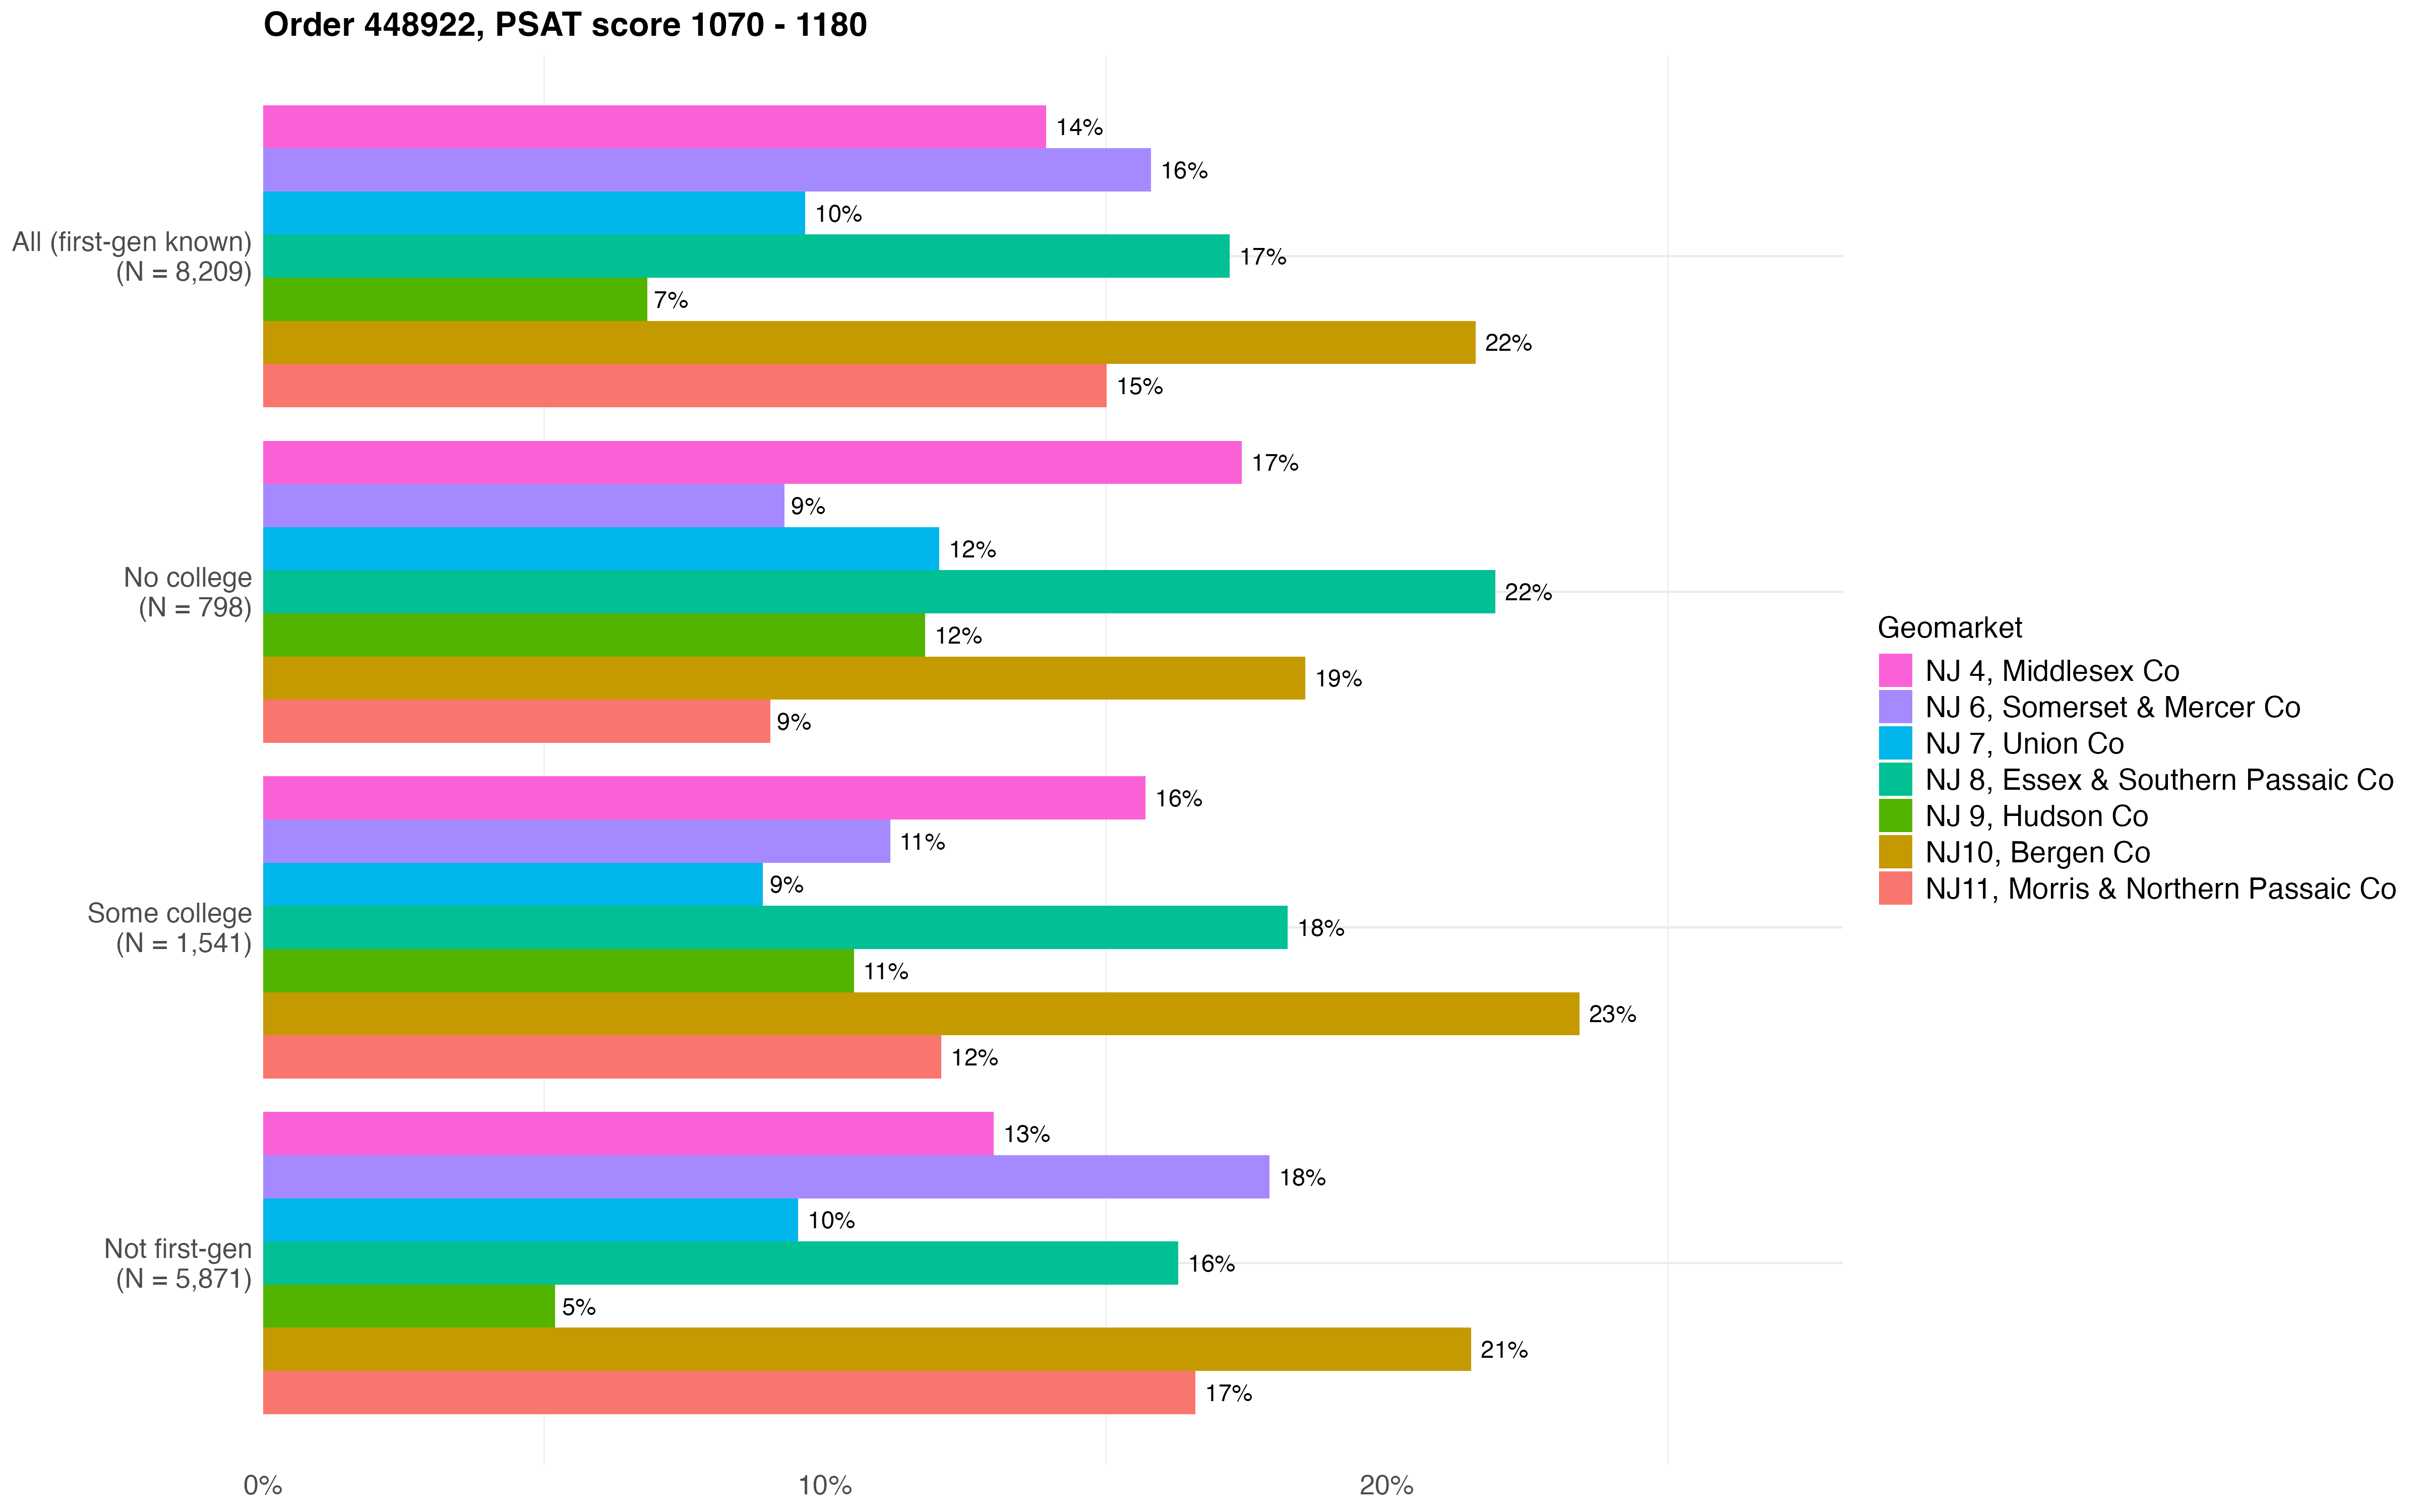 Order 448922, PSAT score 1070 - 1180
All (first-gen known)
(N = 8,209)
14%
16%
10%
17%
7%
22%
15%
No college
(N = 798)
17%
9%
12%
22%
12%
19%
9%
Some college
(N = 1,541)
16%
11%
9%
18%
11%
23%
12%
Not first-gen
(N = 5,871)
13%
18%
10%
16%
5%
21%
17%
0%
10%
20%
Geomarket
NJ 4, Middlesex Co
NJ 6, Somerset & Mercer Co
NJ 7, Union Co
NJ 8, Essex & Southern Passaic Co
NJ 9, Hudson Co
NJ10, Bergen Co
NJ11, Morris & Northern Passaic Co